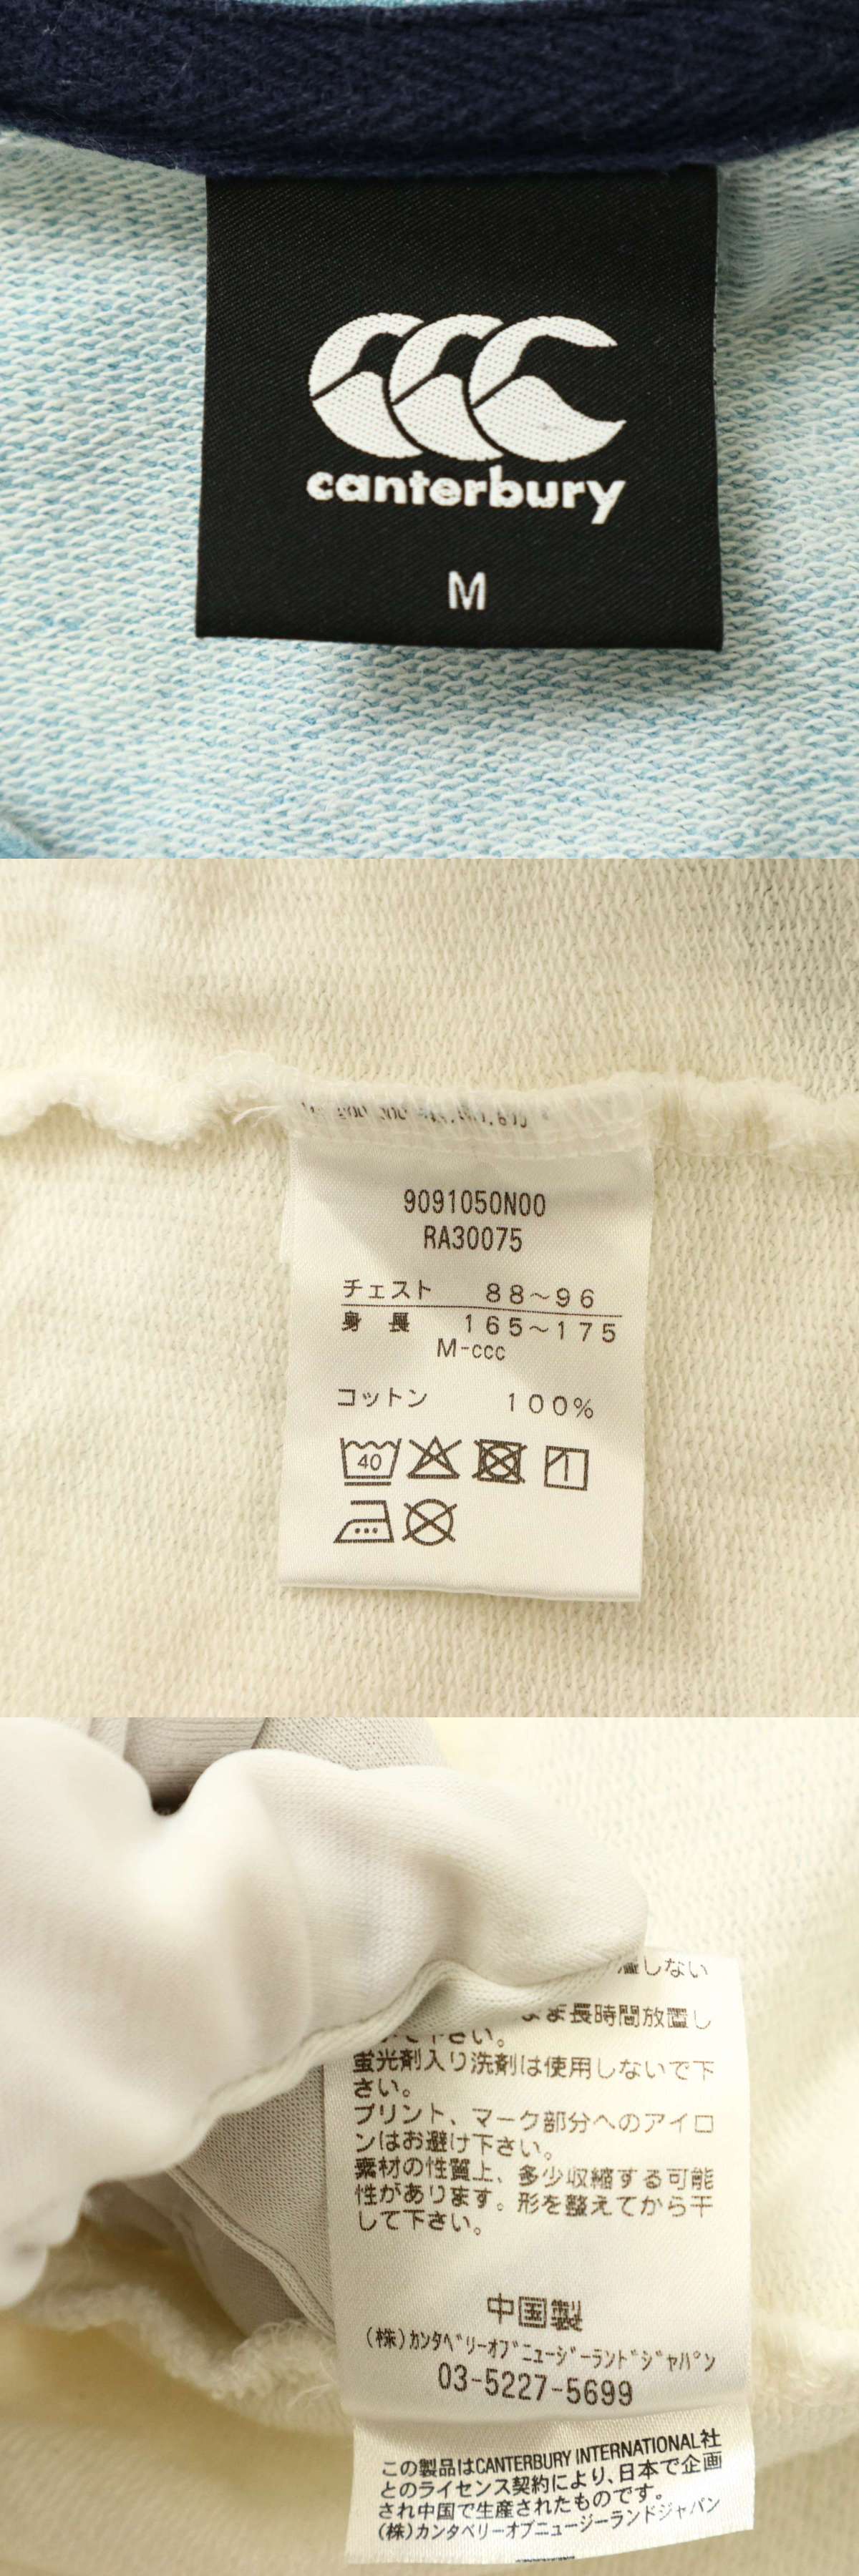 canterbury
M
9091050N00
RA30075
チェスト 88~96
身長 165~175
M-ccc
コットン 100%
40
しない
長時間放置し
下さい。
蛍光剤入り洗剤は使用しないで下
さい。
プリント、マーク部分へのアイロ
ンはお避け下さい。
素材の性質上、多少収縮する可能
性があります。形を整えてから干
して下さい。
中国製
(株)カンタベリーオブニュージーランドジャパン
03-5227-5699
この製品はCANTERBURY INTERNATIONAL社
とのライセンス契約により、日本で企画
され中国で生産されたものです。
(株)カンタベリーオブニュージーランドジャパン